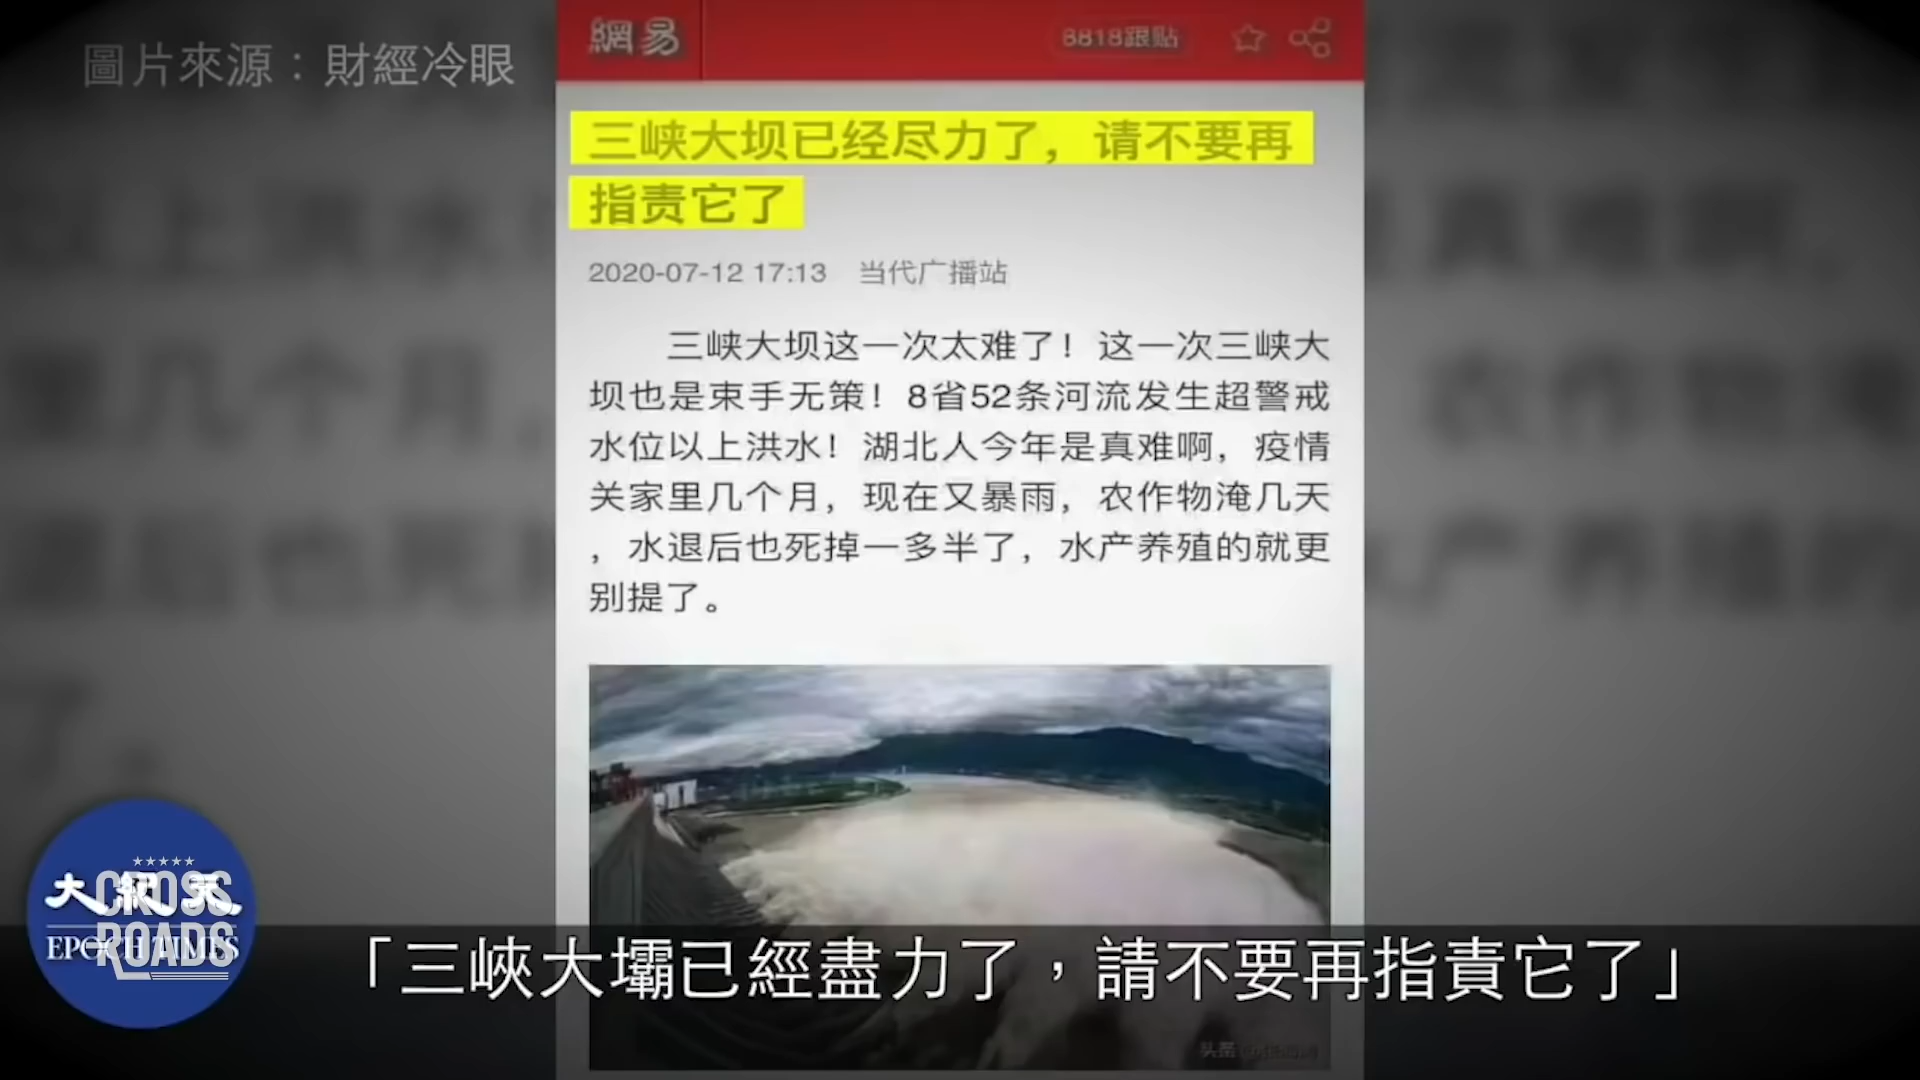 圖片來源：財經冷眼
網易
8818跟贴
三峡大坝已经尽力了，请不要再
指责它了
2020-07-12 17:13 当代广播站
三峡大坝这一次太难了！这一次三峡大
坝也是束手无策！8省52条河流发生超警戒
水位以上洪水！湖北人今年是真难啊，疫情
关家里几个月，现在又暴雨，农作物淹几天
，水退后也死掉一多半了，水产养殖的就更
别提了。
大紀元
EPOCH TIMES
CROSS
ROADS
「三峽大壩已經盡力了，請不要再指責它了」